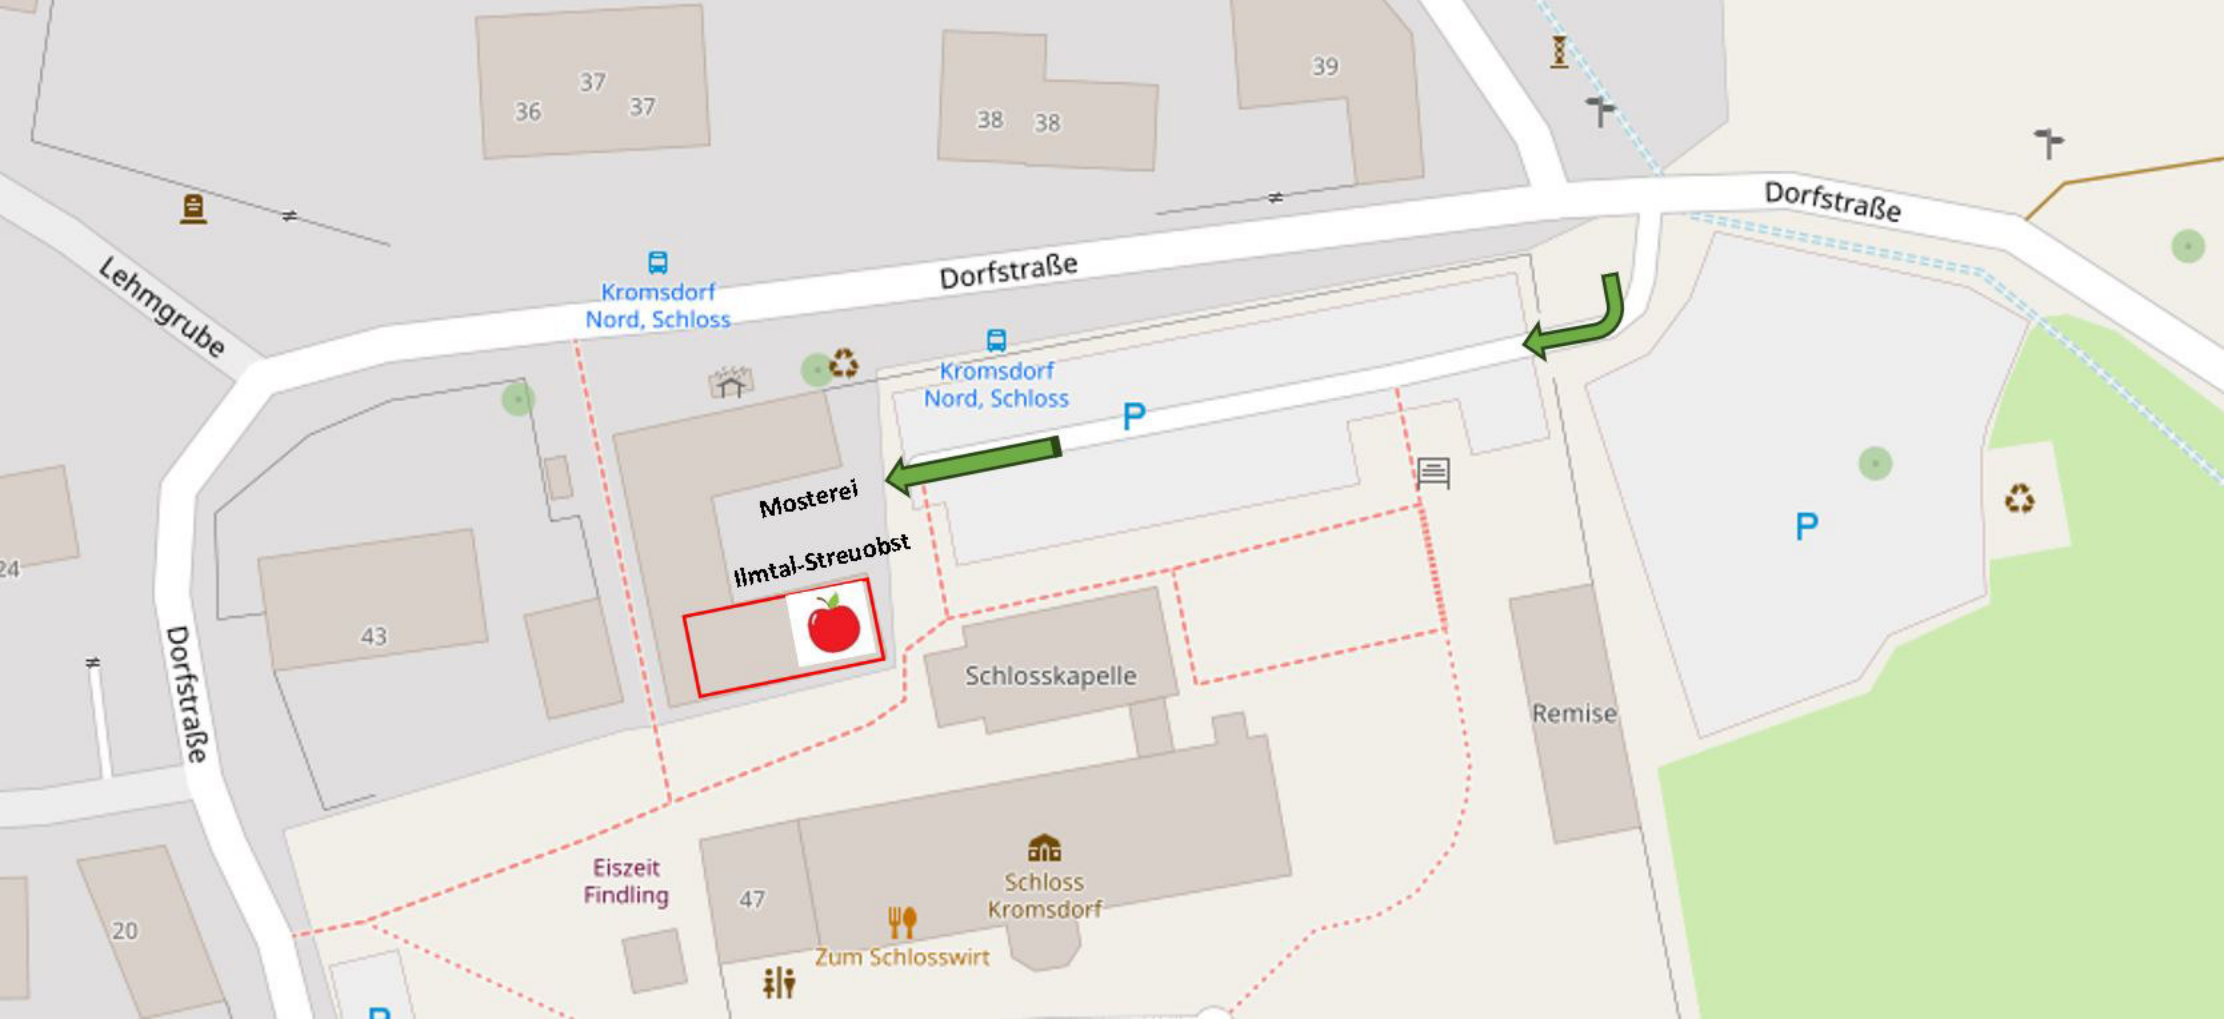 37
36
37
38
38
39
Dorfstraße
Lehmgrube
Kromsdorf
Nord, Schloss
Dorfstraße
Kromsdorf
Nord, Schloss
P
Mosterei
Ilmtal-Streuobst
24
43
P
Schlosskapelle
Dorfstraße
Remise
Eiszeit
Findling
47
Schloss
Kromsdorf
20
Zum Schlosswirt
P